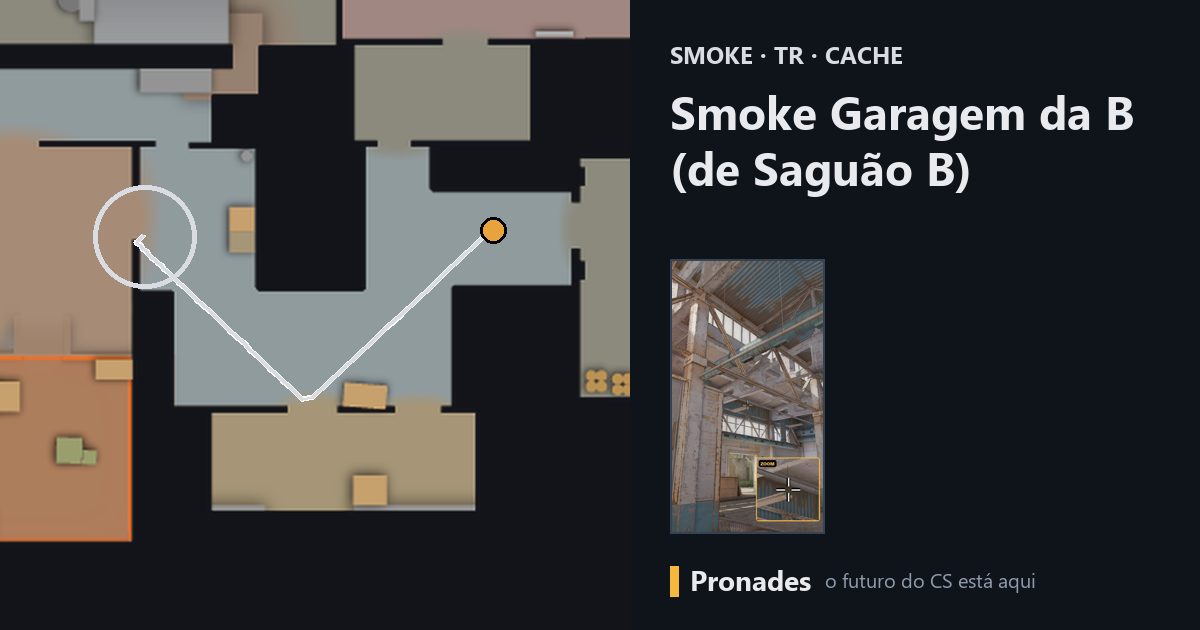 SMOKE · TR · CACHE
Smoke Garagem da B
(de Saguão B)
ZOOM
Pronades o futuro do CS está aqui